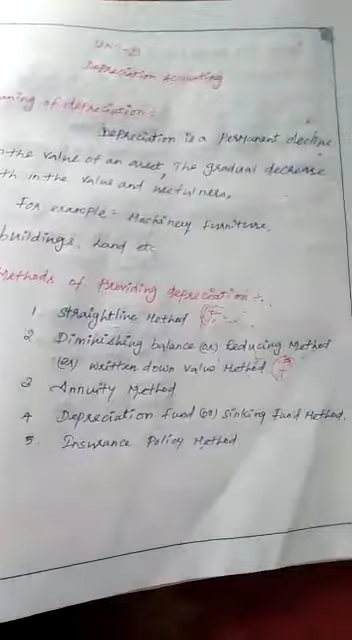 Depreciation Accounting
aning of depreciation :-
Depreciation is a permanent decline
n the value of an asset, The gradual decrease
th in the value and usefulness.
For example = Machinery furniture,
buildings, Land etc
Methods of Providing depreciation :-
1 straightline Method
2 Diminishing balance (or) Reducing Method
(or) written down value Method
3 Annuity Method
4 Depreciation fund (or) sinking fund Method.
5. Insurance Policy Method.